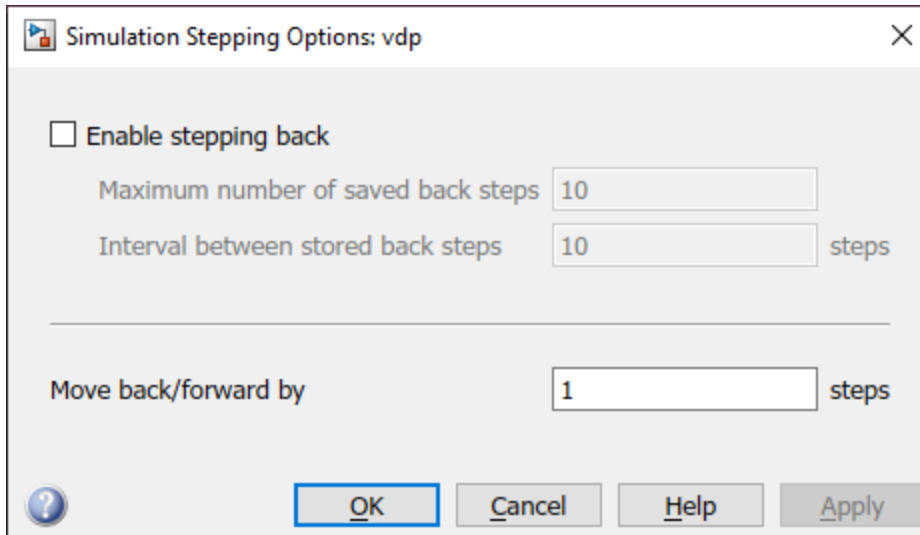 Simulation Stepping Options: vdp
Enable stepping back
Maximum number of saved back steps 10
Interval between stored back steps 10 steps
Move back/forward by 1 steps
? OK Cancel Help Apply